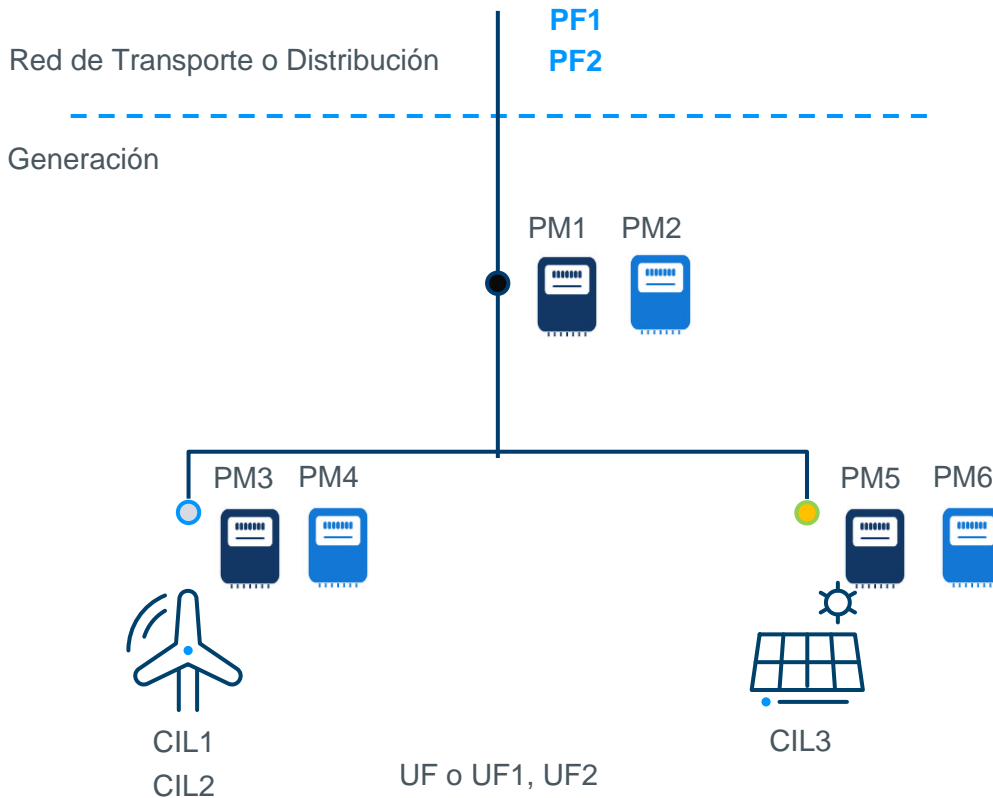 PF1
Red de Transporte o Distribución
PF2
Generación
PM1 PM2
PM3 PM4
PM5 PM6
CIL1
CIL2
CIL3
UF o UF1, UF2